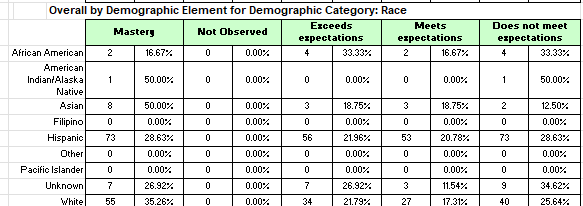 Overall by Demographic Element for Demographic Category: Race
Mastery Not Observed Exceeds expectations Meets expectations Does not meet expectations
African American 2 16.67% 0 0.00% 4 33.33% 2 16.67% 4 33.33%
American Indian/Alaska Native 1 50.00% 0 0.00% 0 0.00% 0 0.00% 1 50.00%
Asian 8 50.00% 0 0.00% 3 18.75% 3 18.75% 2 12.50%
Filipino 0 0.00% 0 0.00% 0 0.00% 0 0.00% 0 0.00%
Hispanic 73 28.63% 0 0.00% 56 21.96% 53 20.78% 73 28.63%
Other 0 0.00% 0 0.00% 0 0.00% 0 0.00% 0 0.00%
Pacific Islander 0 0.00% 0 0.00% 0 0.00% 0 0.00% 0 0.00%
Unknown 7 26.92% 0 0.00% 7 26.92% 3 11.54% 9 34.62%
White 55 35.26% 0 0.00% 34 21.79% 27 17.31% 40 25.64%